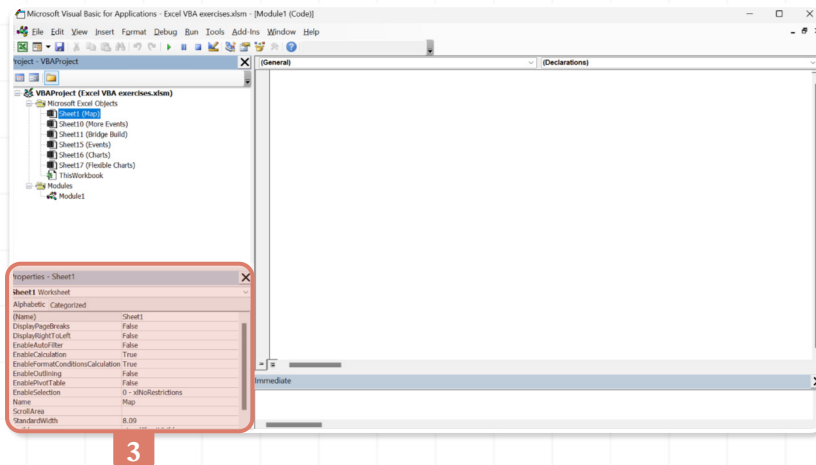 Microsoft Visual Basic for Applications - Excel VBA exercises.xlsm - [Module1 (Code)]
File Edit View Insert Format Debug Run Tools Add-Ins Window Help
Project - VBAProject
(General)
(Declarations)
VBAProject (Excel VBA exercises.xlsm)
Microsoft Excel Objects
Sheet1 (Map)
Sheet10 (More Events)
Sheet11 (Bridge Build)
Sheet15 (Events)
Sheet16 (Charts)
Sheet17 (Flexible Charts)
ThisWorkbook
Modules
Module1
Properties - Sheet1
Sheet1 Worksheet
Alphabetic Categorized
(Name) Sheet1
DisplayPageBreaks False
DisplayRightToLeft False
EnableAutoFilter False
EnableCalculation True
EnableFormatConditionsCalculation True
EnableOutlining False
EnablePivotTable False
EnableSelection 0 - xlNoRestrictions
Name Map
ScrollArea
StandardWidth 8.09
Immediate
3